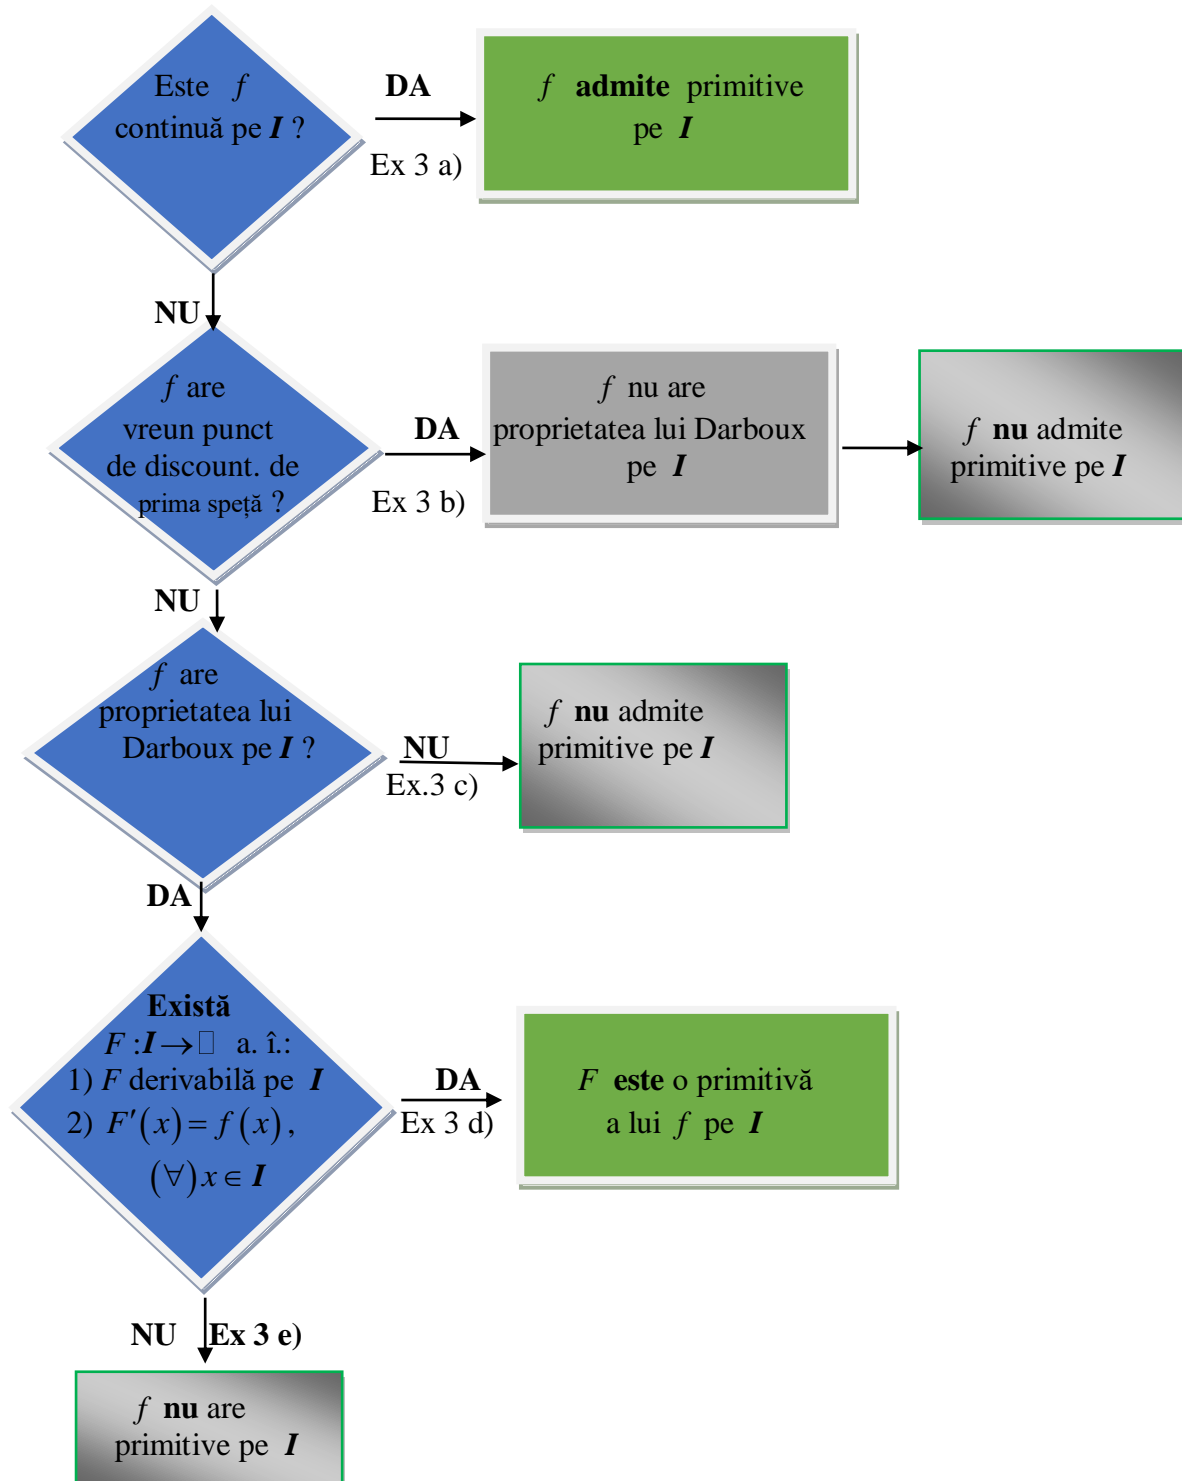 Este f
continuă pe I ?
DA
Ex 3 a)
f admite primitive
pe I
NU
f are
vreun punct
de discount. de
prima speță ?
DA
Ex 3 b)
f nu are
proprietatea lui Darboux
pe I
f nu admite
primitive pe I
NU
f are
proprietatea lui
Darboux pe I ?
NU
Ex.3 c)
f nu admite
primitive pe I
DA
Există
F : I → □ a. î.:
1) F derivabilă pe I
2) F′(x) = f(x) ,
(∀) x ∈ I
DA
Ex 3 d)
F este o primitivă
a lui f pe I
NU Ex 3 e)
f nu are
primitive pe I